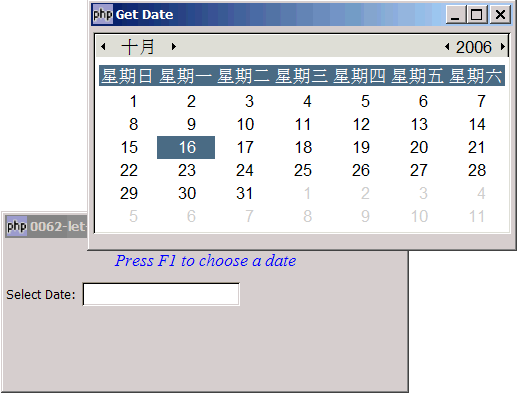 php Get Date
十月 2006
星期日 星期一 星期二 星期三 星期四 星期五 星期六
1 2 3 4 5 6 7
8 9 10 11 12 13 14
15 16 17 18 19 20 21
22 23 24 25 26 27 28
29 30 31 1 2 3 4
5 6 7 8 9 10 11
php 0062-let
Press F1 to choose a date
Select Date: